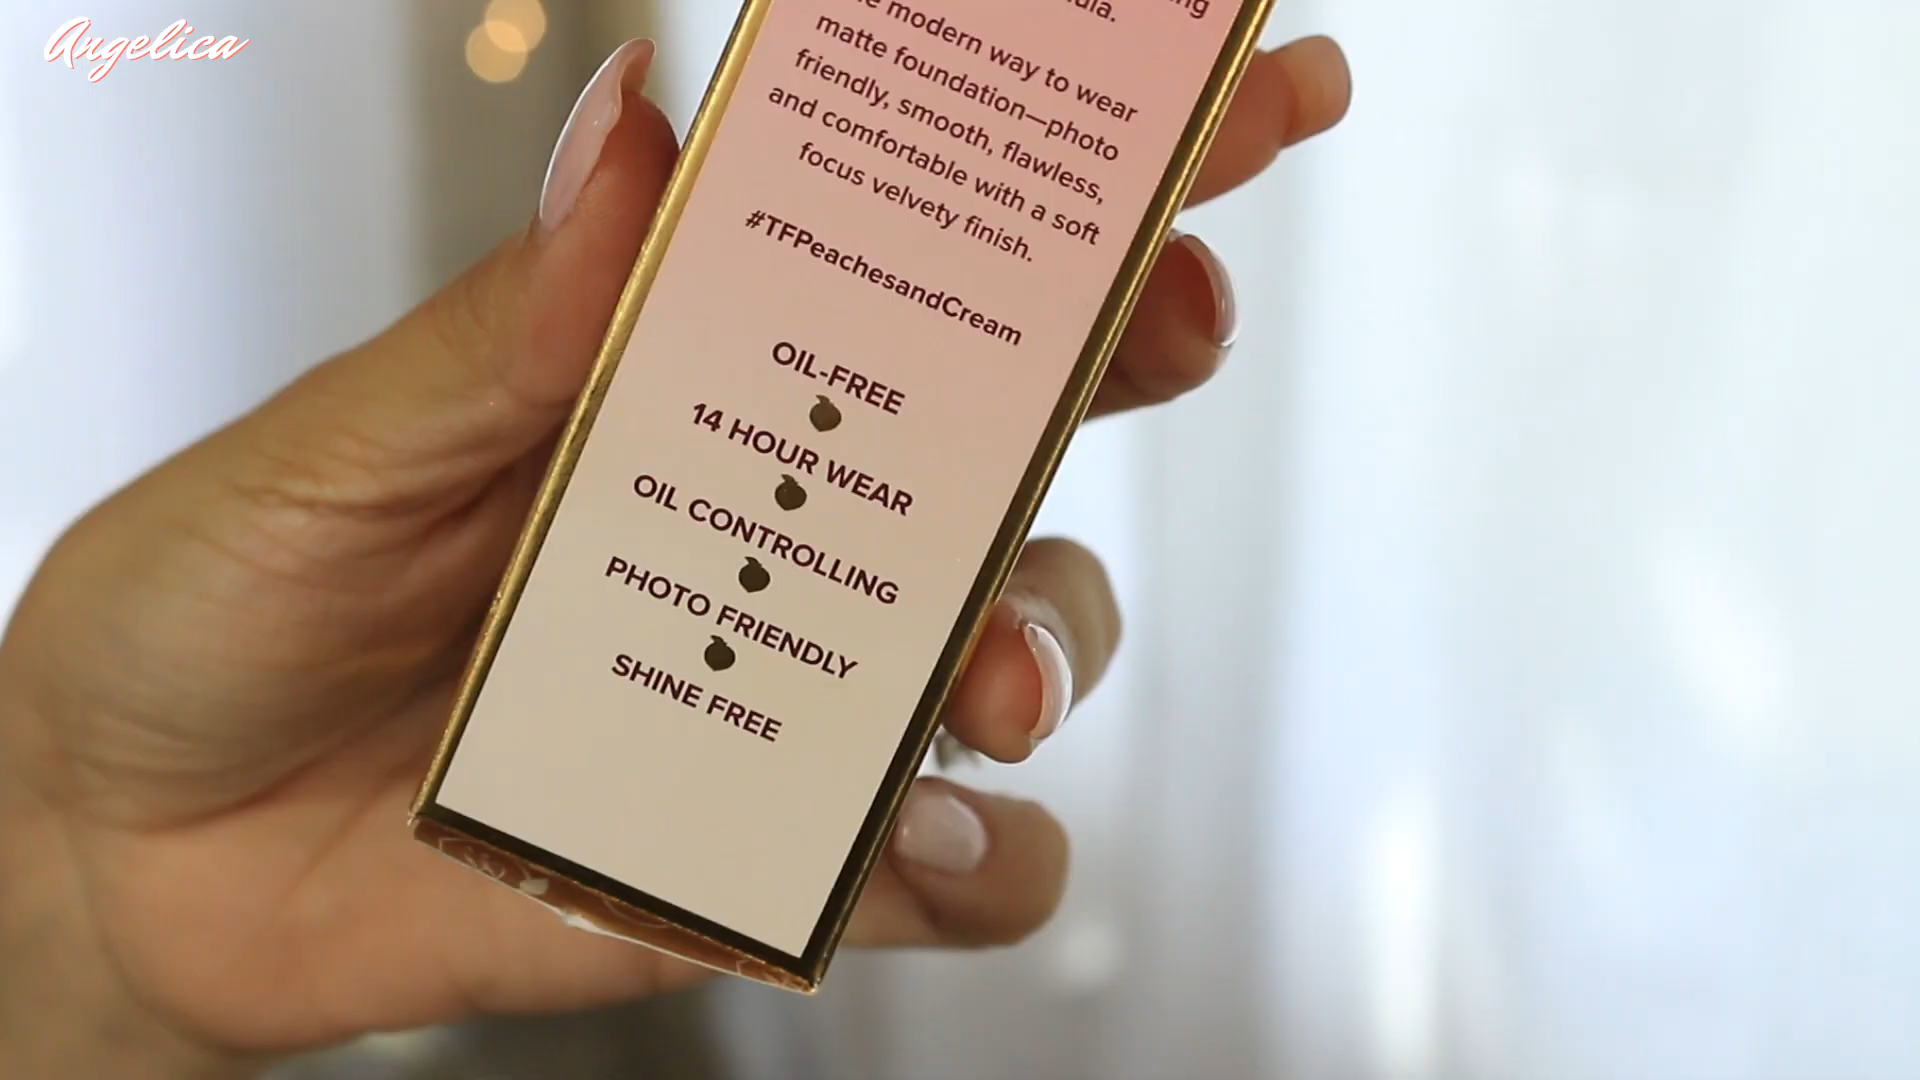 Angelica
modern way to wear
matte foundation—photo
friendly, smooth, flawless,
and comfortable with a soft
focus velvety finish.
#TFPeachesandCream
OIL-FREE
14 HOUR WEAR
OIL CONTROLLING
PHOTO FRIENDLY
SHINE FREE